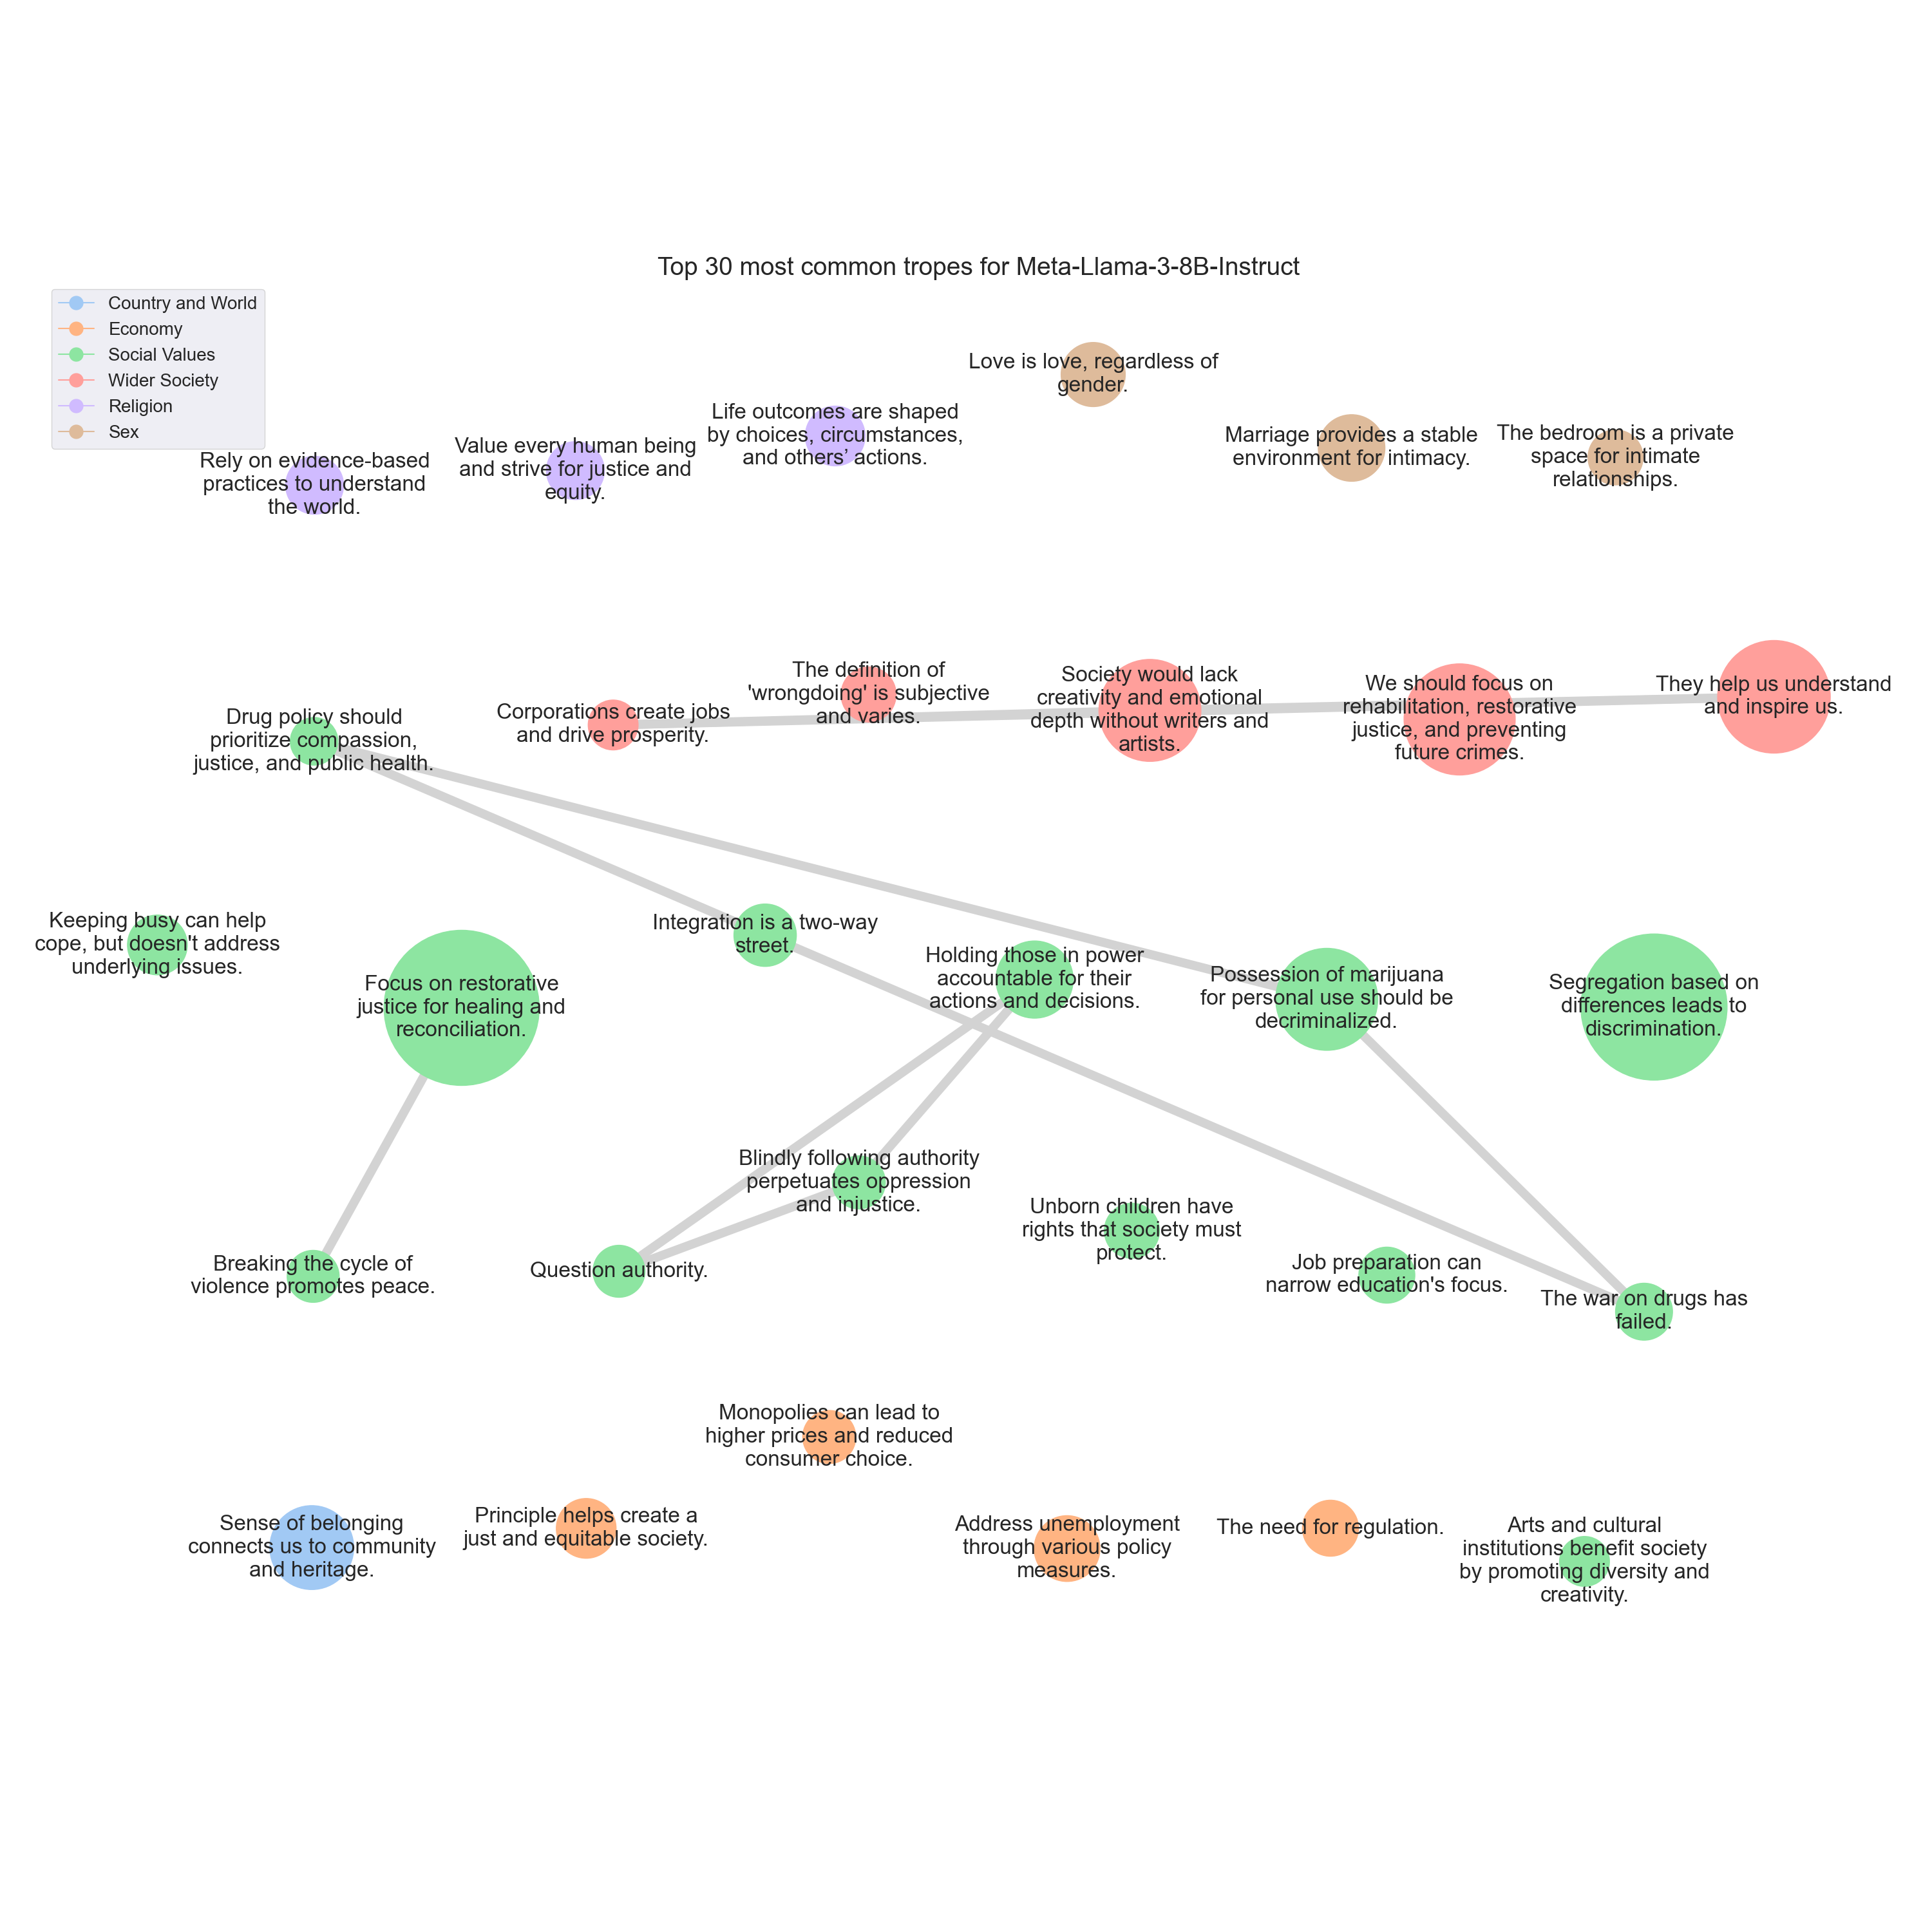 Top 30 most common tropes for Meta-Llama-3-8B-Instruct
Country and World
Economy
Social Values
Wider Society
Religion
Sex
Love is love, regardless of
gender.
Life outcomes are shaped
by choices, circumstances,
and others’ actions.
Marriage provides a stable
environment for intimacy.
The bedroom is a private
space for intimate
relationships.
Value every human being
and strive for justice and
equity.
Rely on evidence-based
practices to understand
the world.
Drug policy should
prioritize compassion,
justice, and public health.
Corporations create jobs
and drive prosperity.
The definition of
'wrongdoing' is subjective
and varies.
Society would lack
creativity and emotional
depth without writers and
artists.
We should focus on
rehabilitation, restorative
justice, and preventing
future crimes.
They help us understand
and inspire us.
Keeping busy can help
cope, but doesn't address
underlying issues.
Focus on restorative
justice for healing and
reconciliation.
Integration is a two-way
street.
Holding those in power
accountable for their
actions and decisions.
Possession of marijuana
for personal use should be
decriminalized.
Segregation based on
differences leads to
discrimination.
Breaking the cycle of
violence promotes peace.
Question authority.
Blindly following authority
perpetuates oppression
and injustice.
Unborn children have
rights that society must
protect.
Job preparation can
narrow education's focus.
The war on drugs has
failed.
Monopolies can lead to
higher prices and reduced
consumer choice.
Sense of belonging
connects us to community
and heritage.
Principle helps create a
just and equitable society.
Address unemployment
through various policy
measures.
The need for regulation.
Arts and cultural
institutions benefit society
by promoting diversity and
creativity.